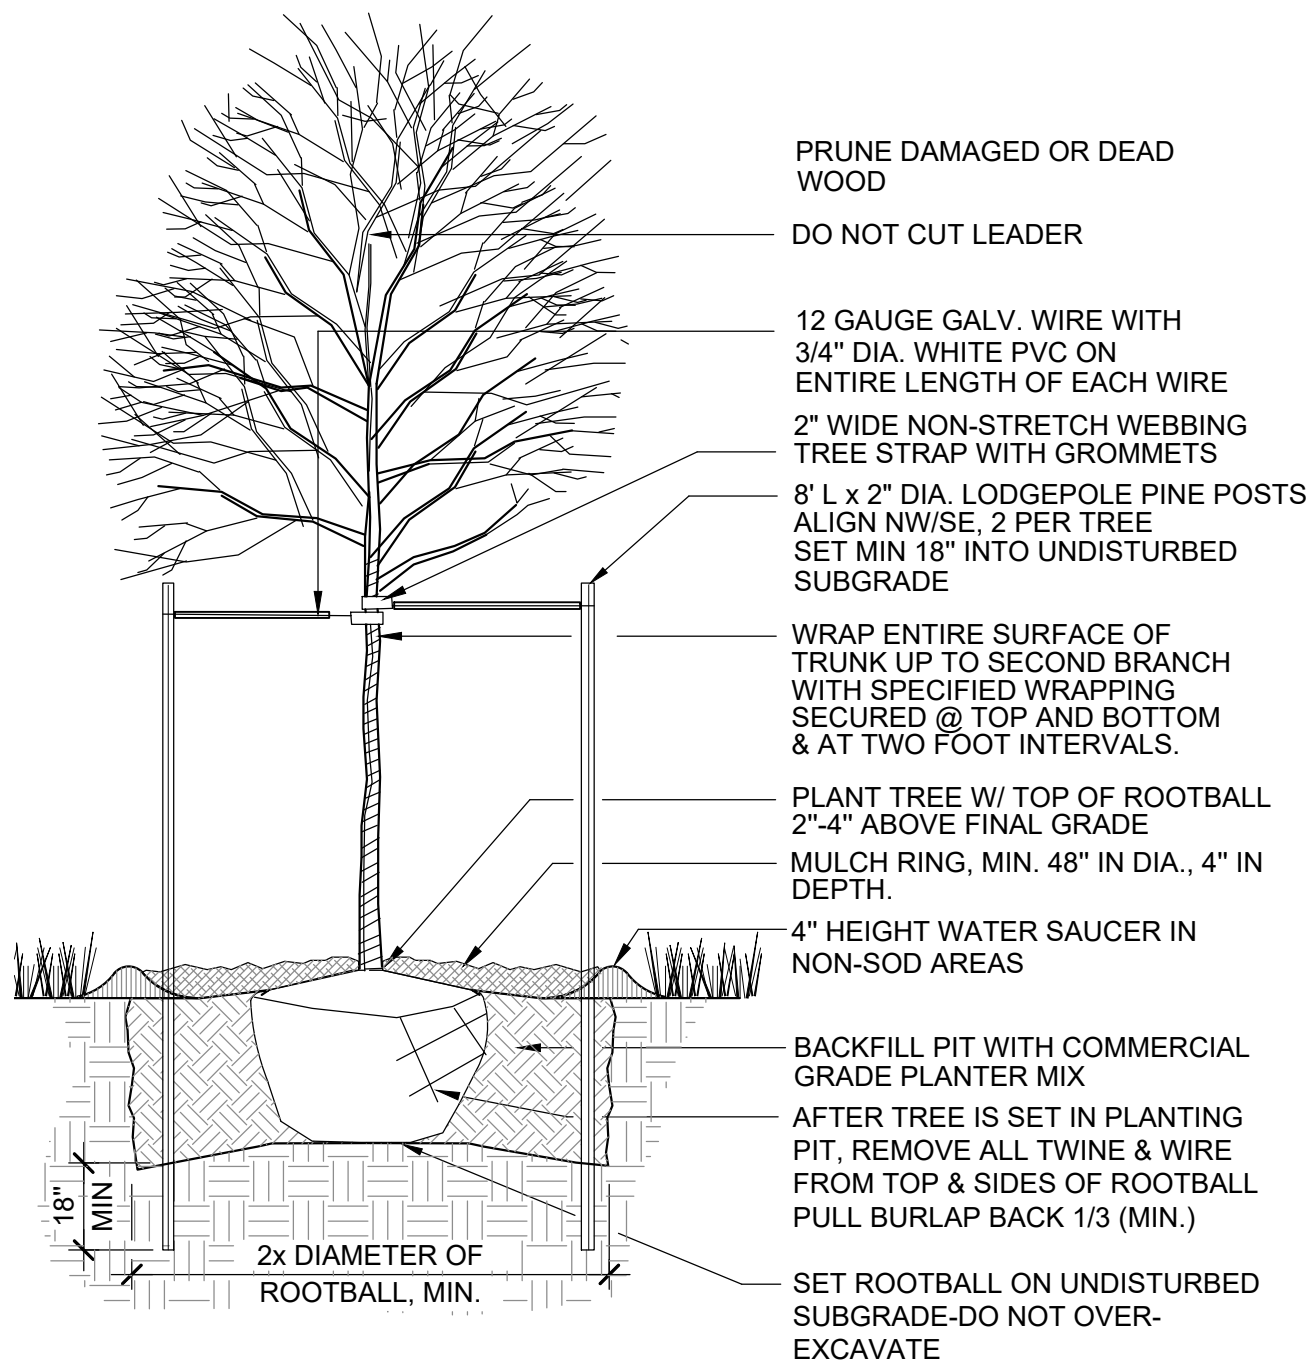 PRUNE DAMAGED OR DEAD
WOOD
DO NOT CUT LEADER
12 GAUGE GALV. WIRE WITH
3/4" DIA. WHITE PVC ON
ENTIRE LENGTH OF EACH WIRE
2" WIDE NON-STRETCH WEBBING
TREE STRAP WITH GROMMETS
8' L x 2" DIA. LODGEPOLE PINE POSTS
ALIGN NW/SE, 2 PER TREE
SET MIN 18" INTO UNDISTURBED
SUBGRADE
WRAP ENTIRE SURFACE OF
TRUNK UP TO SECOND BRANCH
WITH SPECIFIED WRAPPING
SECURED @ TOP AND BOTTOM
& AT TWO FOOT INTERVALS.
PLANT TREE W/ TOP OF ROOTBALL
2"-4" ABOVE FINAL GRADE
MULCH RING, MIN. 48" IN DIA., 4" IN
DEPTH.
4" HEIGHT WATER SAUCER IN
NON-SOD AREAS
BACKFILL PIT WITH COMMERCIAL
GRADE PLANTER MIX
AFTER TREE IS SET IN PLANTING
PIT, REMOVE ALL TWINE & WIRE
FROM TOP & SIDES OF ROOTBALL
PULL BURLAP BACK 1/3 (MIN.)
SET ROOTBALL ON UNDISTURBED
SUBGRADE-DO NOT OVER-
EXCAVATE
18"
MIN
2x DIAMETER OF
ROOTBALL, MIN.